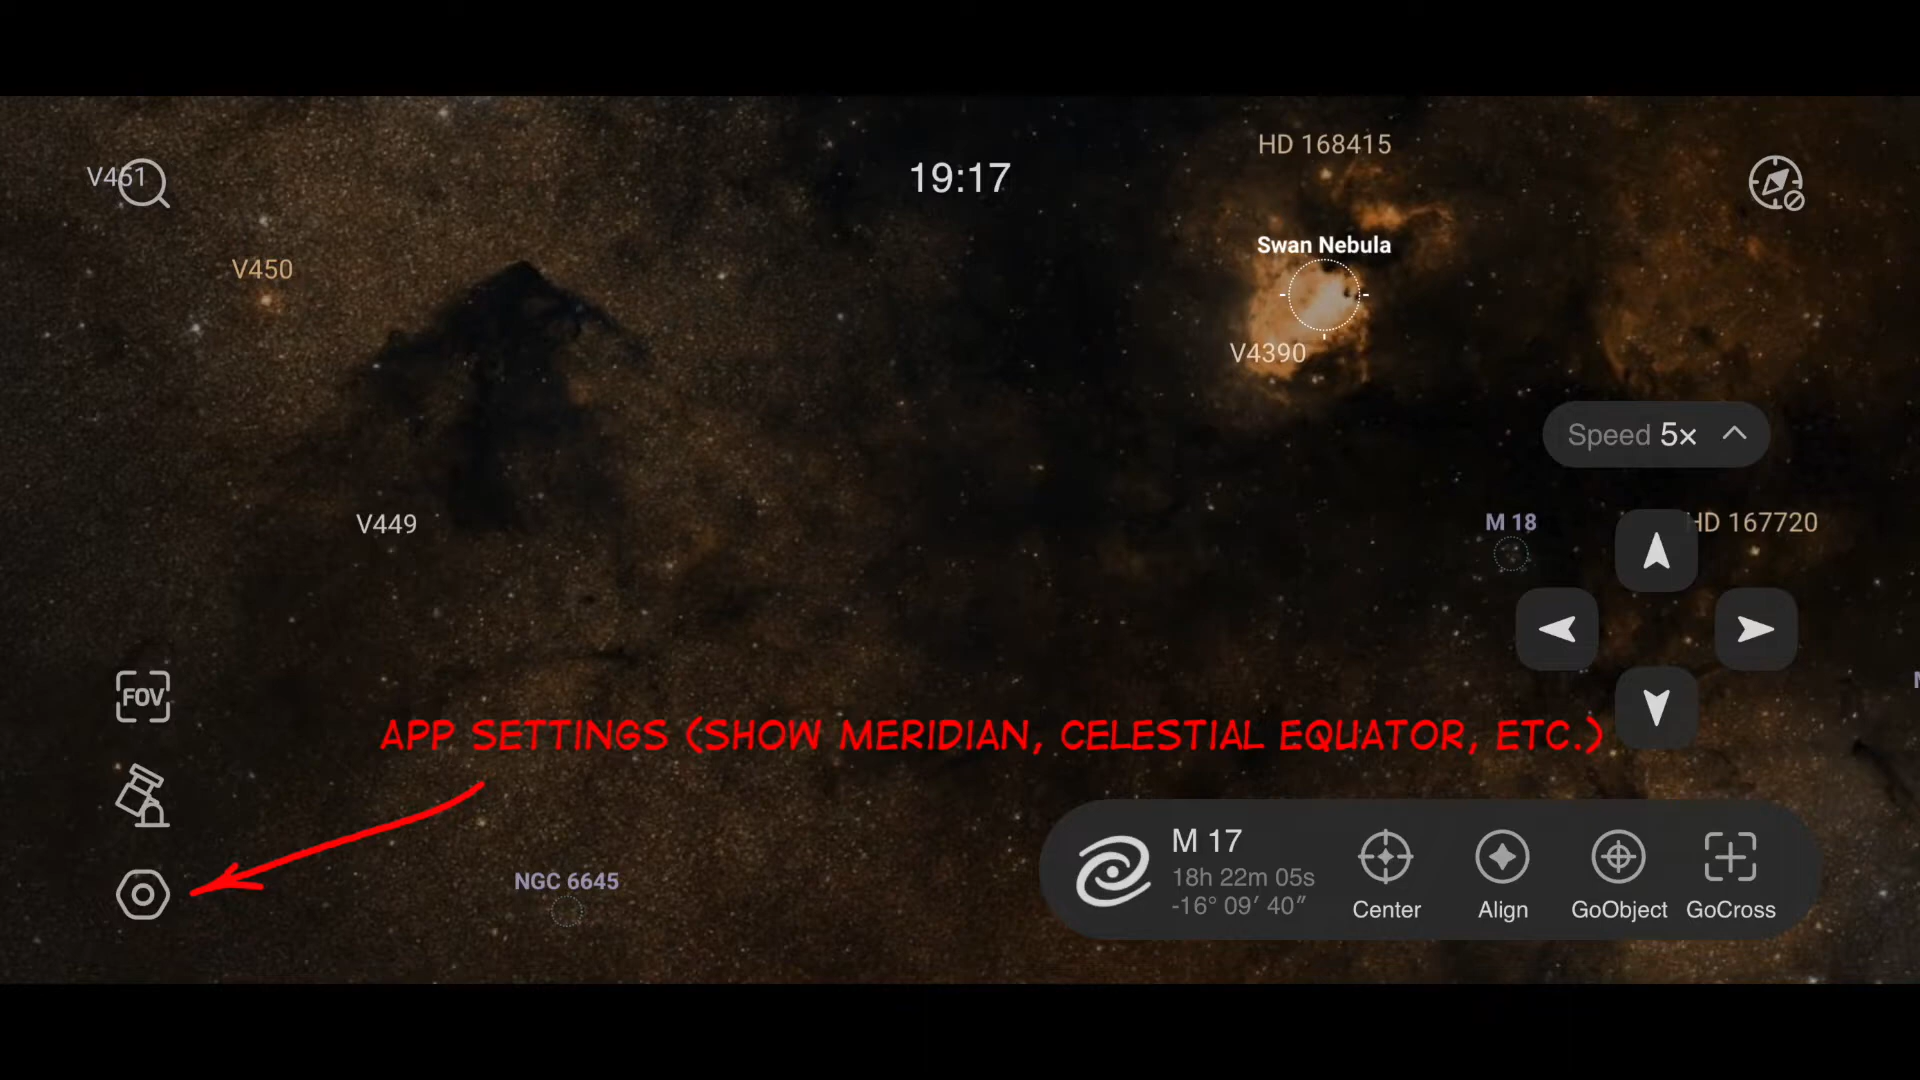 HD 168415
V461
19:17
Swan Nebula
V450
V4390
Speed 5×
V449
M 18
HD 167720
FOV
APP SETTINGS (SHOW MERIDIAN, CELESTIAL EQUATOR, ETC.)
M 17
18h 22m 05s
-16° 09′ 40″
NGC 6645
Center
Align
GoObject
GoCross